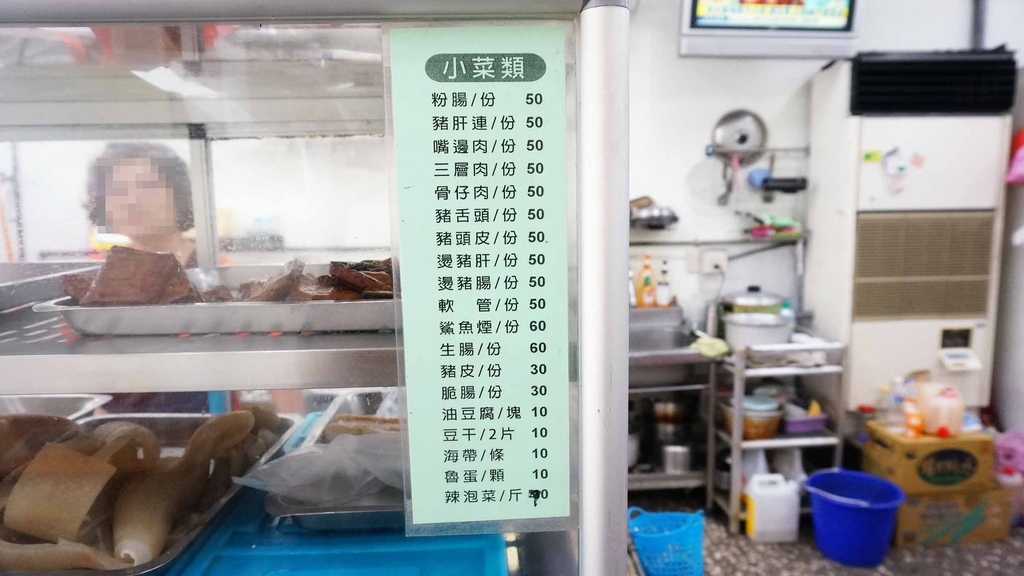 小菜類
粉腸/份 50
豬肝連/份 50
嘴邊肉/份 50
三層肉/份 50
骨仔肉/份 50
豬舌頭/份 50
豬頭皮/份 50
燙豬肝/份 50
燙豬腸/份 50
軟 管/份 50
鯊魚煙/份 60
生腸/份 60
豬皮/份 30
脆腸/份 30
油豆腐/塊 10
豆干/2片 10
海帶/條 10
魯蛋/顆 10
辣泡菜/斤